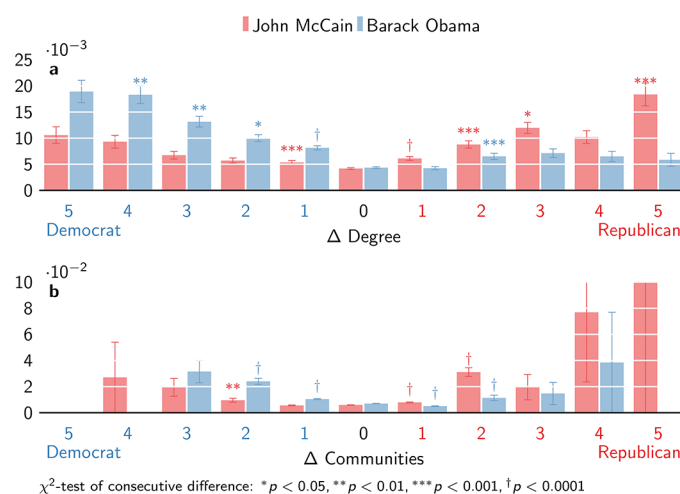 John McCain Barack Obama
·10⁻³
a
25
20
15
10
5
0
** ** * *** † † *** *** * ***
5 4 3 2 1 0 1 2 3 4 5
Democrat Δ Degree Republican
·10⁻²
b
10
8
6
4
2
0
** † † † † † †
5 4 3 2 1 0 1 2 3 4 5
Democrat Δ Communities Republican
χ²-test of consecutive difference: *p < 0.05, **p < 0.01, ***p < 0.001, †p < 0.0001